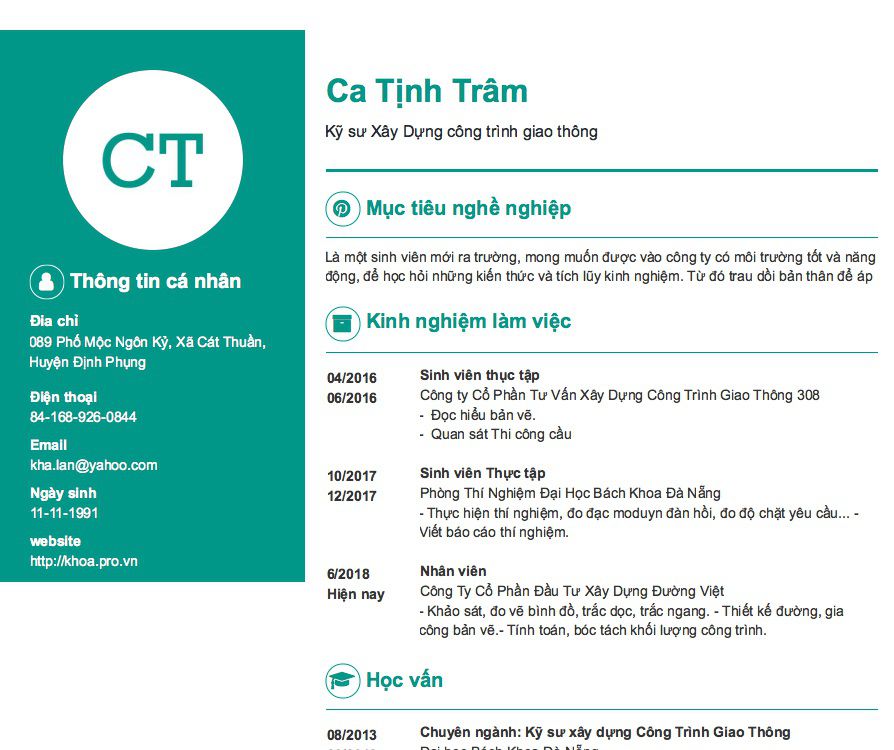 CT
Thông tin cá nhân
Địa chỉ
089 Phố Mộc Ngôn Kỷ, Xã Cát Thuần,
Huyện Định Phụng
Điện thoại
84-168-926-0844
Email
kha.lan@yahoo.com
Ngày sinh
11-11-1991
website
http://khoa.pro.vn
Ca Tịnh Trâm
Kỹ sư Xây Dựng công trình giao thông
Mục tiêu nghề nghiệp
Là một sinh viên mới ra trường, mong muốn được vào công ty có môi trường tốt và năng
động, để học hỏi những kiến thức và tích lũy kinh nghiệm. Từ đó trau dồi bản thân để áp
Kinh nghiệm làm việc
04/2016
06/2016
Sinh viên thực tập
Công ty Cổ Phần Tư Vấn Xây Dựng Công Trình Giao Thông 308
- Đọc hiểu bản vẽ.
- Quan sát Thi công cầu
10/2017
12/2017
Sinh viên Thực tập
Phòng Thí Nghiệm Đại Học Bách Khoa Đà Nẵng
- Thực hiện thí nghiệm, đo đạc moduyn đàn hồi, đo độ chặt yêu cầu... -
Viết báo cáo thí nghiệm.
6/2018
Hiện nay
Nhân viên
Công Ty Cổ Phần Đầu Tư Xây Dựng Đường Việt
- Khảo sát, đo vẽ bình đồ, trắc dọc, trắc ngang. - Thiết kế đường, gia
công bản vẽ.- Tính toán, bóc tách khối lượng công trình.
Học vấn
08/2013
Chuyên ngành: Kỹ sư xây dựng Công Trình Giao Thông
Đại học Bách Khoa Đà Nẵng